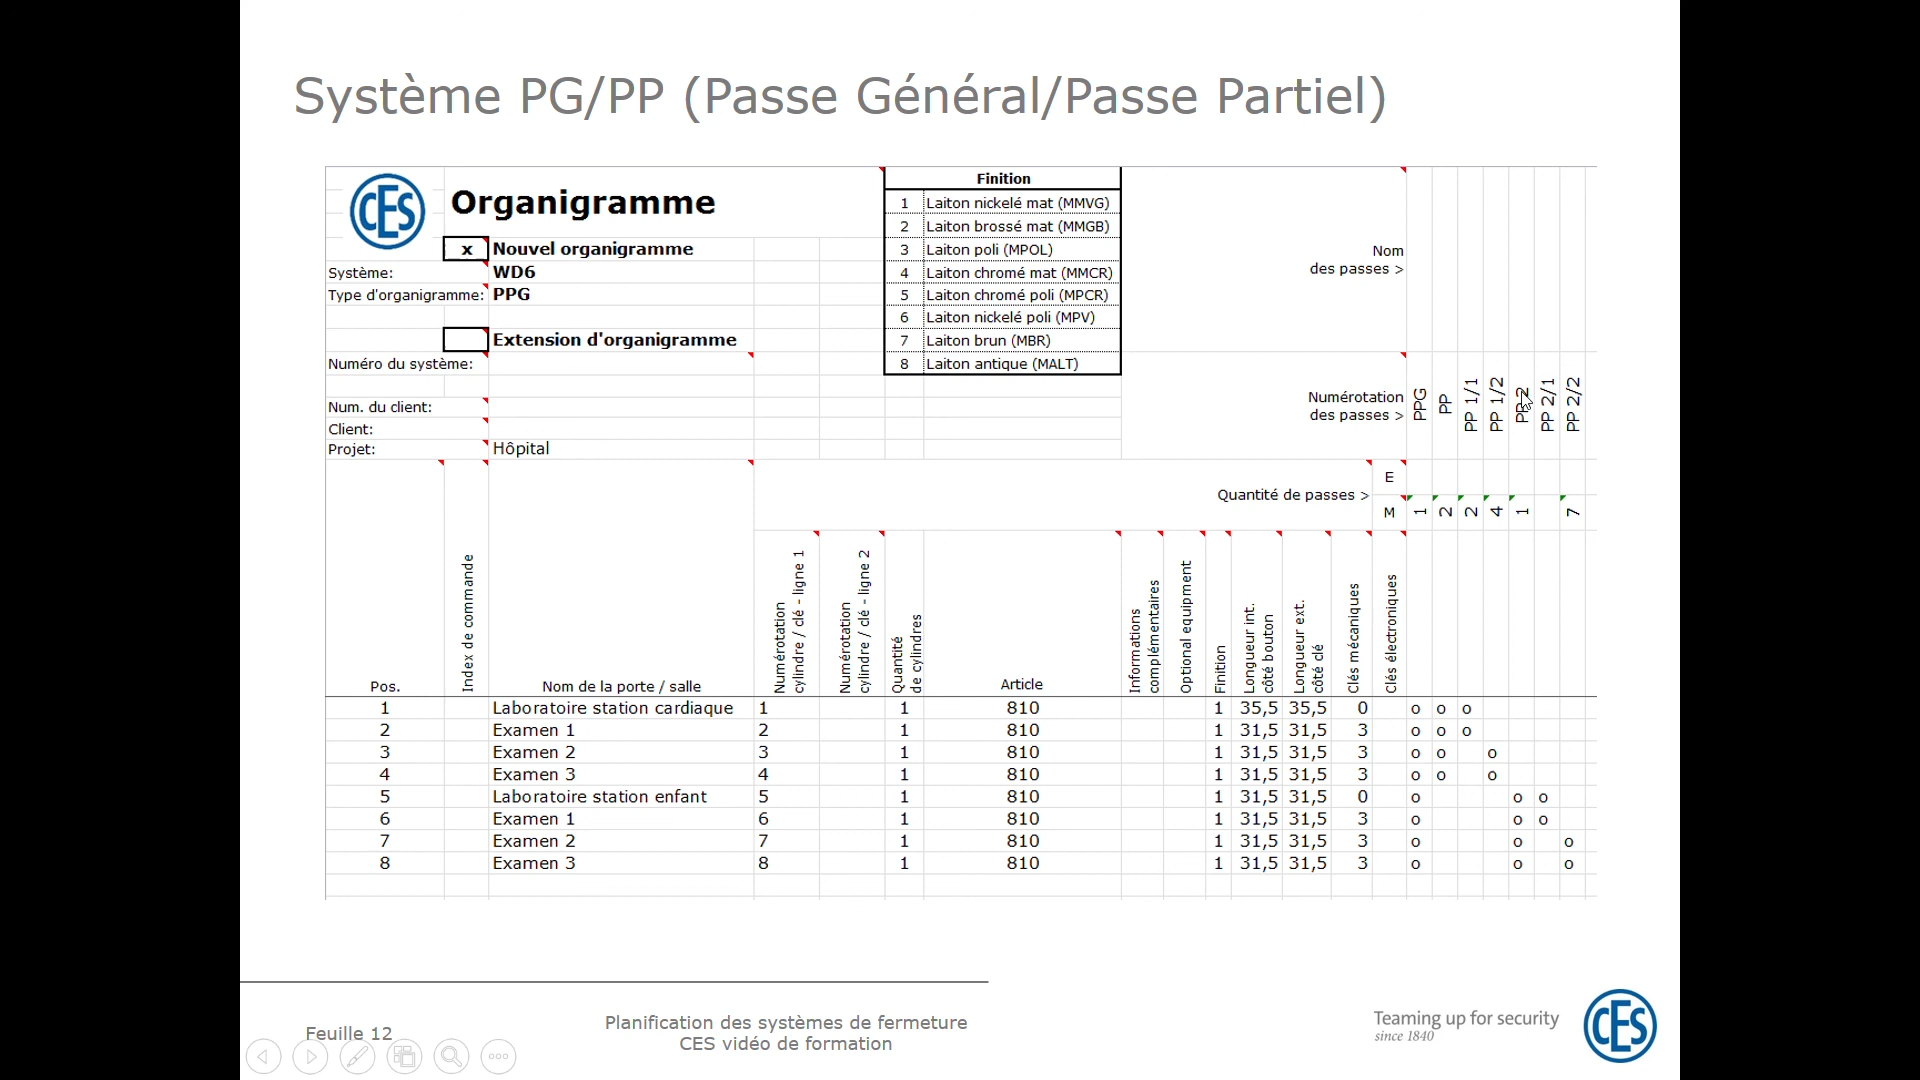 Système PG/PP (Passe Général/Passe Partiel)
CES
Organigramme
x Nouvel organigramme
Système: WD6
Type d'organigramme: PPG
Extension d'organigramme
Numéro du système:
Num. du client:
Client:
Projet: Hôpital
Finition
1 Laiton nickelé mat (MMVG)
2 Laiton brossé mat (MMGB)
3 Laiton poli (MPOL)
4 Laiton chromé mat (MMCR)
5 Laiton chromé poli (MPCR)
6 Laiton nickelé poli (MPV)
7 Laiton brun (MBR)
8 Laiton antique (MALT)
Nom
des passes >
Numérotation
des passes >
PPG PP PP 1/1 PP 1/2 PP 2 PP 2/1 PP 2/2
Quantité de passes >
E
M 1 2 2 4 1 7
Pos.
Index de commande
Nom de la porte / salle
Numérotation
cylindre / clé - ligne 1
Numérotation
cylindre / clé - ligne 2
Quantité
de cylindres
Article
Informations
complémentaires
Optional equipment
Finition
Longueur int.
côté bouton
Longueur ext.
côté clé
Clés mécaniques
Clés électroniques
1 Laboratoire station cardiaque 1 1 810 1 35,5 35,5 0 o o o
2 Examen 1 2 1 810 1 31,5 31,5 3 o o o
3 Examen 2 3 1 810 1 31,5 31,5 3 o o o
4 Examen 3 4 1 810 1 31,5 31,5 3 o o o
5 Laboratoire station enfant 5 1 810 1 31,5 31,5 0 o o o
6 Examen 1 6 1 810 1 31,5 31,5 3 o o o
7 Examen 2 7 1 810 1 31,5 31,5 3 o o o
8 Examen 3 8 1 810 1 31,5 31,5 3 o o o
Feuille 12
Planification des systèmes de fermeture
CES vidéo de formation
Teaming up for security
since 1840
CES